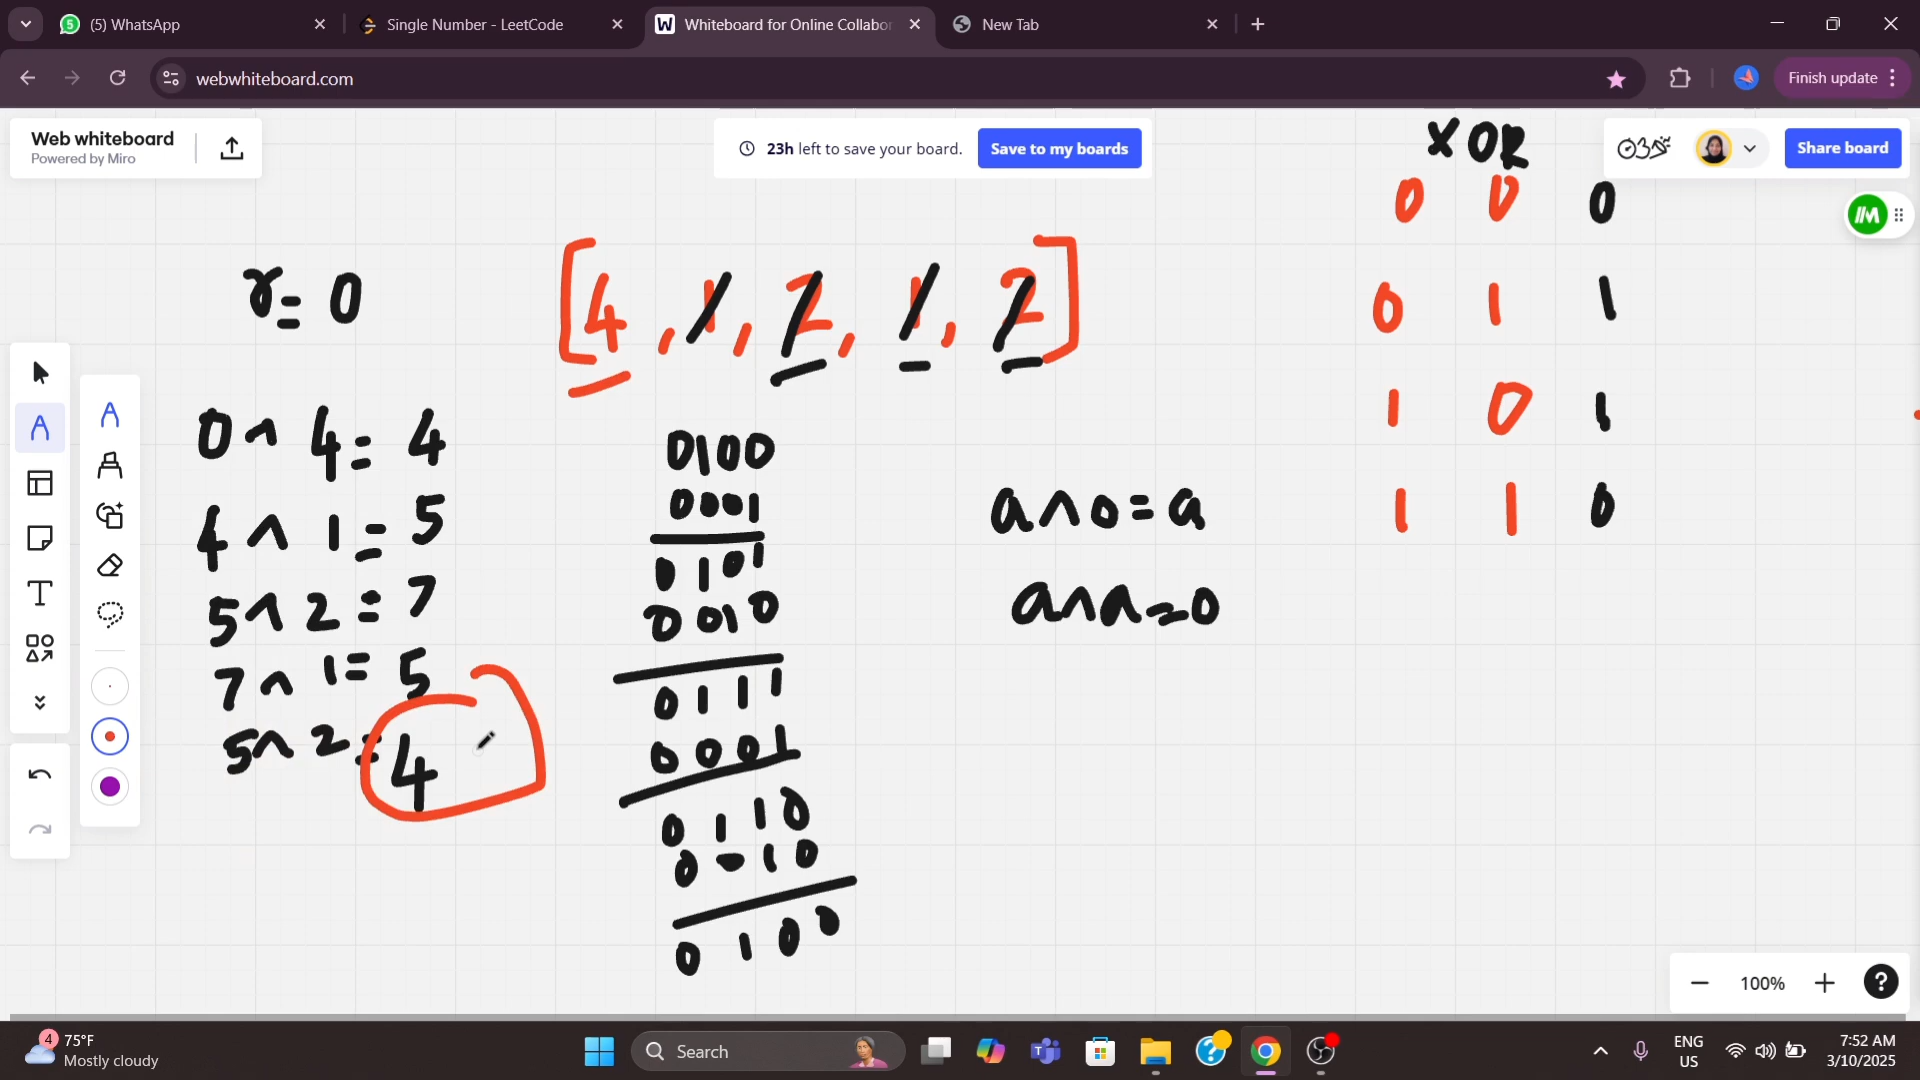 (5) WhatsApp
Single Number - LeetCode
Whiteboard for Online Collabor
New Tab
webwhiteboard.com
Finish update
Web whiteboard
Powered by Miro
23h left to save your board.
Save to my boards
Share board
XOR
0 0 0
0 1 1
1 0 1
1 1 0
r = 0
[4, 1, 2, 1, 2]
0 ^ 4 = 4
4 ^ 1 = 5
5 ^ 2 = 7
7 ^ 1 = 5
5 ^ 2 = 4
0100
0001
0101
0010
0111
0001
0110
0-10
0100
a^0=a
a^a=0
100%
?
4
75°F
Mostly cloudy
Search
ENG
US
7:52 AM
3/10/2025